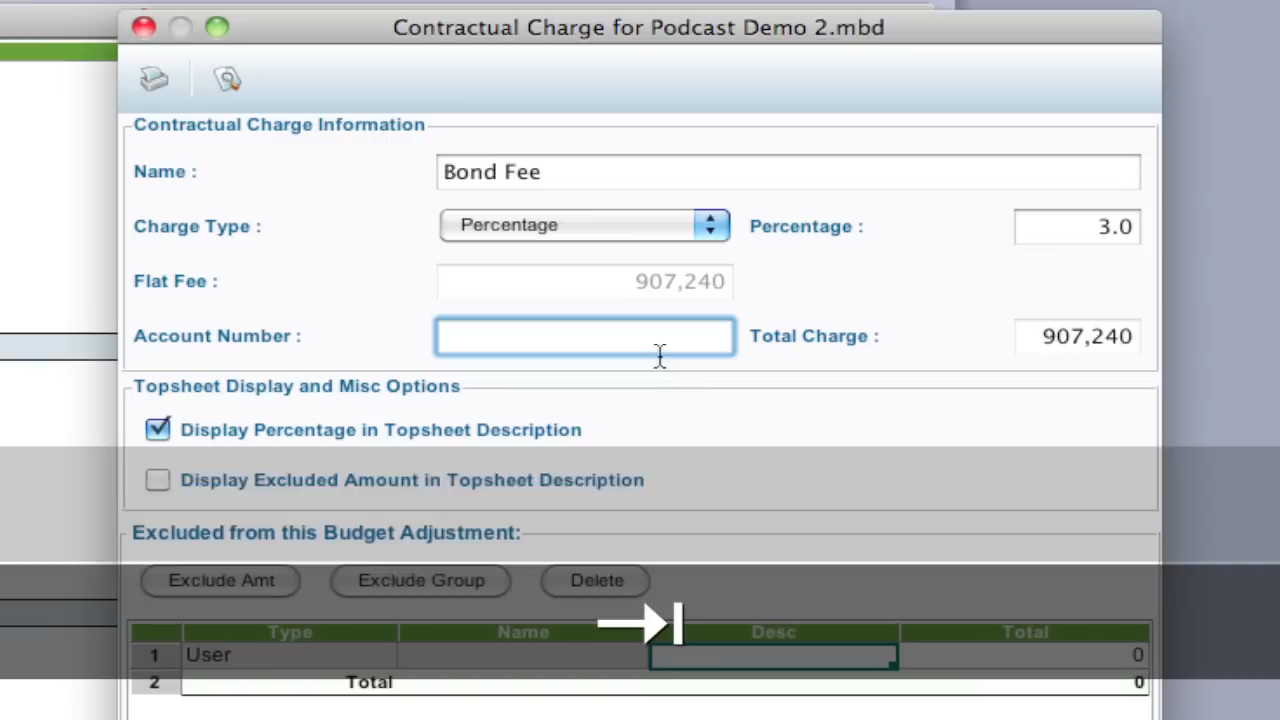 Contractual Charge for Podcast Demo 2.mbd
Contractual Charge Information
Name : Bond Fee
Charge Type : Percentage Percentage : 3.0
Flat Fee : 907,240
Account Number : Total Charge : 907,240
Topsheet Display and Misc Options
Display Percentage in Topsheet Description
Display Excluded Amount in Topsheet Description
Excluded from this Budget Adjustment:
Exclude Amt Exclude Group Delete
Type Name Desc Total
1 User 0
2 Total 0